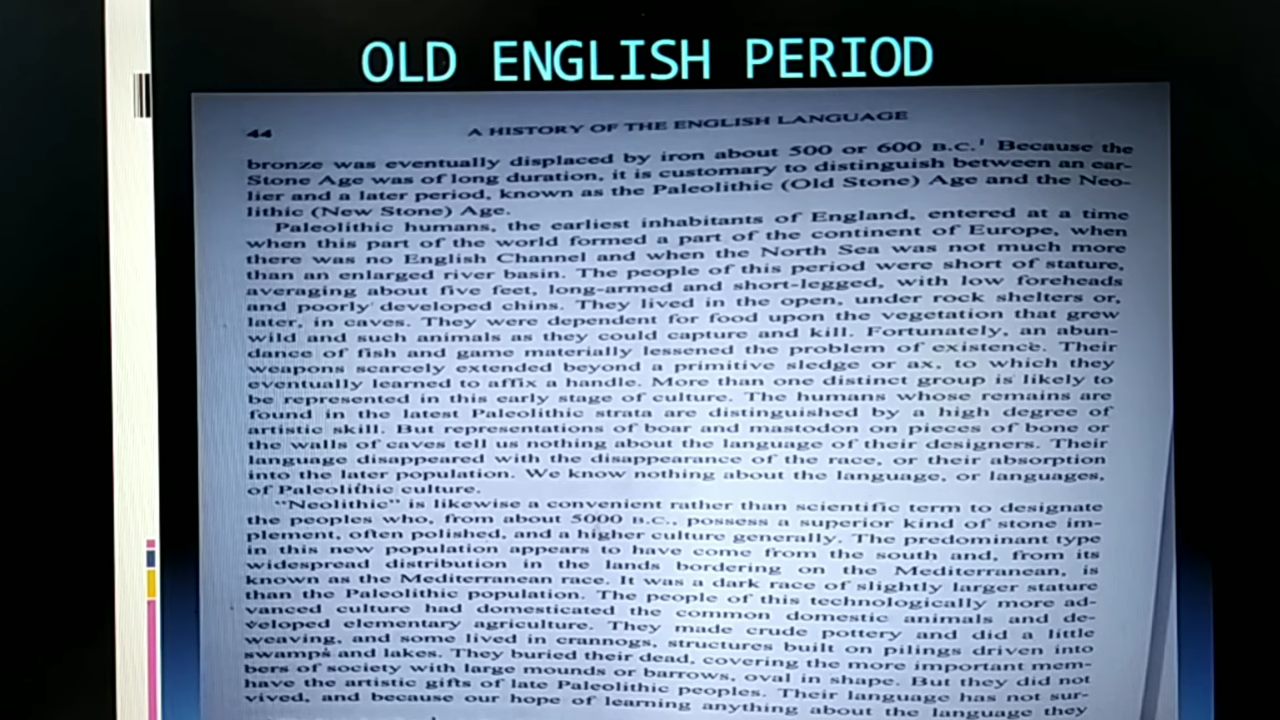 OLD ENGLISH PERIOD
44
A HISTORY OF THE ENGLISH LANGUAGE
bronze was eventually displaced by iron about 500 or 600 B.C.¹ Because the
Stone Age was of long duration, it is customary to distinguish between an ear-
lier and a later period, known as the Paleolithic (Old Stone) Age and the Neo-
lithic (New Stone) Age.
Paleolithic humans, the earliest inhabitants of England, entered at a time
when this part of the world formed a part of the continent of Europe, when
there was no English Channel and when the North Sea was not much more
than an enlarged river basin. The people of this period were short of stature,
averaging about five feet, long-armed and short-legged, with low foreheads
and poorly developed chins. They lived in the open, under rock shelters or,
later, in caves. They were dependent for food upon the vegetation that grew
wild and such animals as they could capture and kill. Fortunately, an abun-
dance of fish and game materially lessened the problem of existence. Their
weapons scarcely extended beyond a primitive sledge or ax, to which they
eventually learned to affix a handle. More than one distinct group is likely to
be represented in this early stage of culture. The humans whose remains are
found in the latest Paleolithic strata are distinguished by a high degree of
artistic skill. But representations of boar and mastodon on pieces of bone or
the walls of caves tell us nothing about the language of their designers. Their
language disappeared with the disappearance of the race, or their absorption
into the later population. We know nothing about the language, or languages,
of Paleolithic culture.
"Neolithic" is likewise a convenient rather than scientific term to designate
the peoples who, from about 5000 B.C., possess a superior kind of stone im-
plement, often polished, and a higher culture generally. The predominant type
in this new population appears to have come from the south and, from its
widespread distribution in the lands bordering on the Mediterranean, is
known as the Mediterranean race. It was a dark race of slightly larger stature
than the Paleolithic population. The people of this technologically more ad-
vanced culture had domesticated the common domestic animals and de-
veloped elementary agriculture. They made crude pottery and did a little
weaving, and some lived in crannogs, structures built on pilings driven into
swamps and lakes. They buried their dead, covering the more important mem-
bers of society with large mounds or barrows, oval in shape. But they did not
have the artistic gifts of late Paleolithic peoples. Their language has not sur-
vived, and because our hope of learning anything about the language they